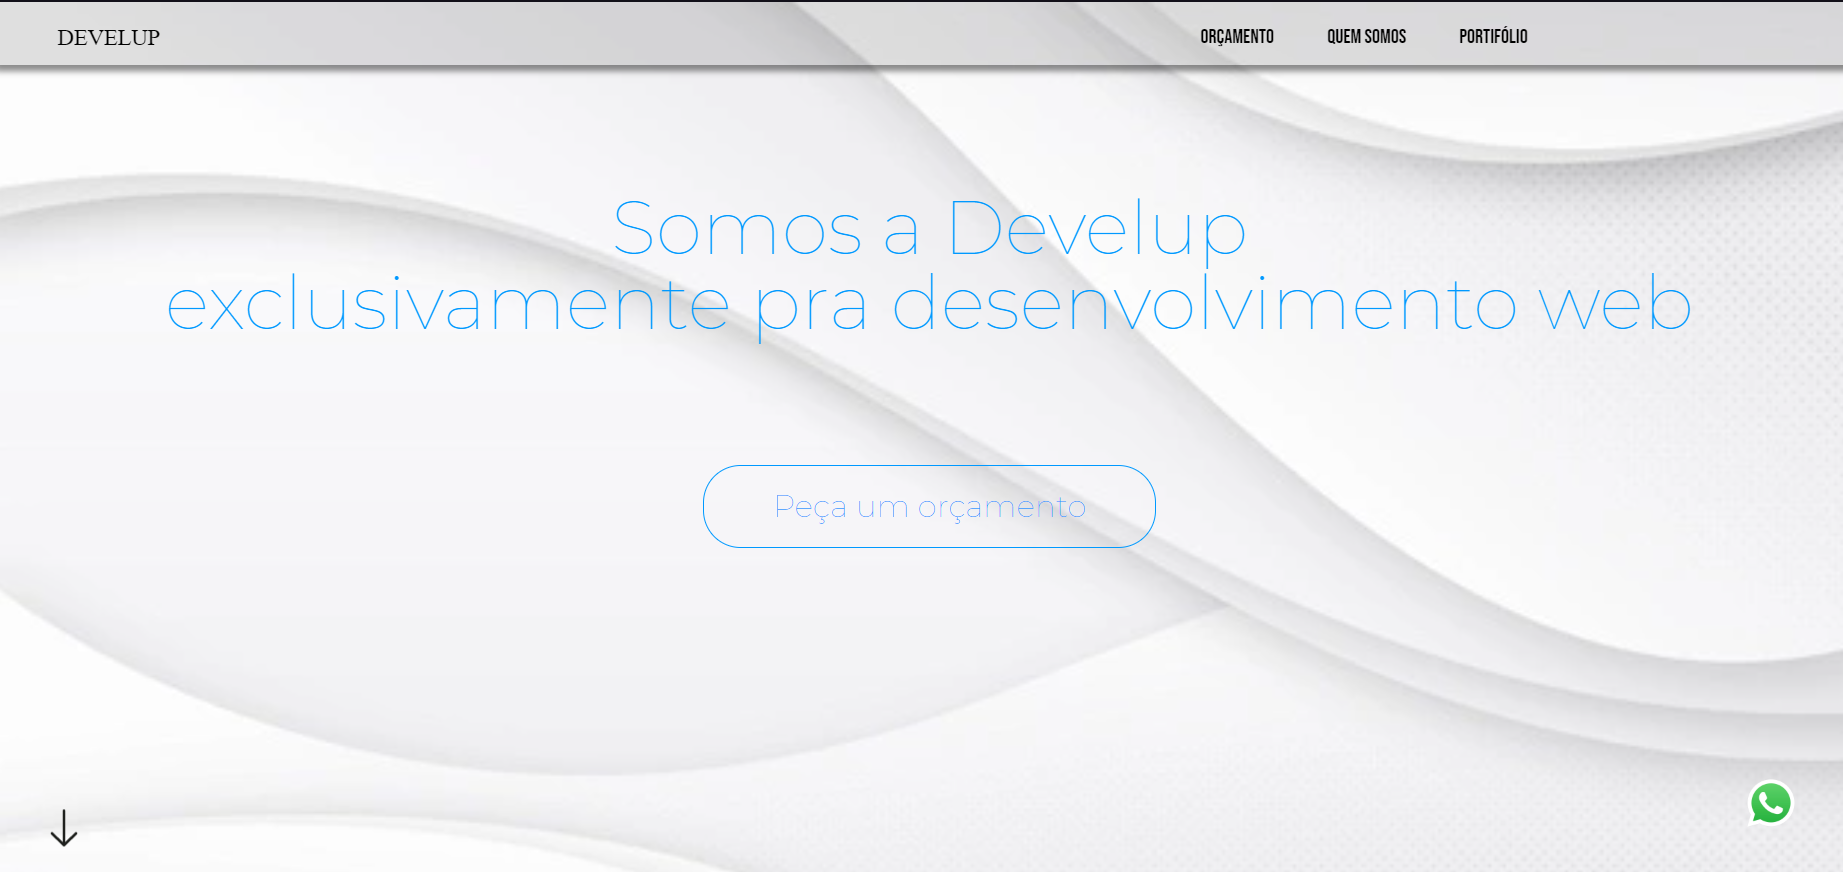 DEVELUP
ORÇAMENTO QUEM SOMOS PORTIFÓLIO
Somos a Develup
exclusivamente pra desenvolvimento web
Peça um orçamento